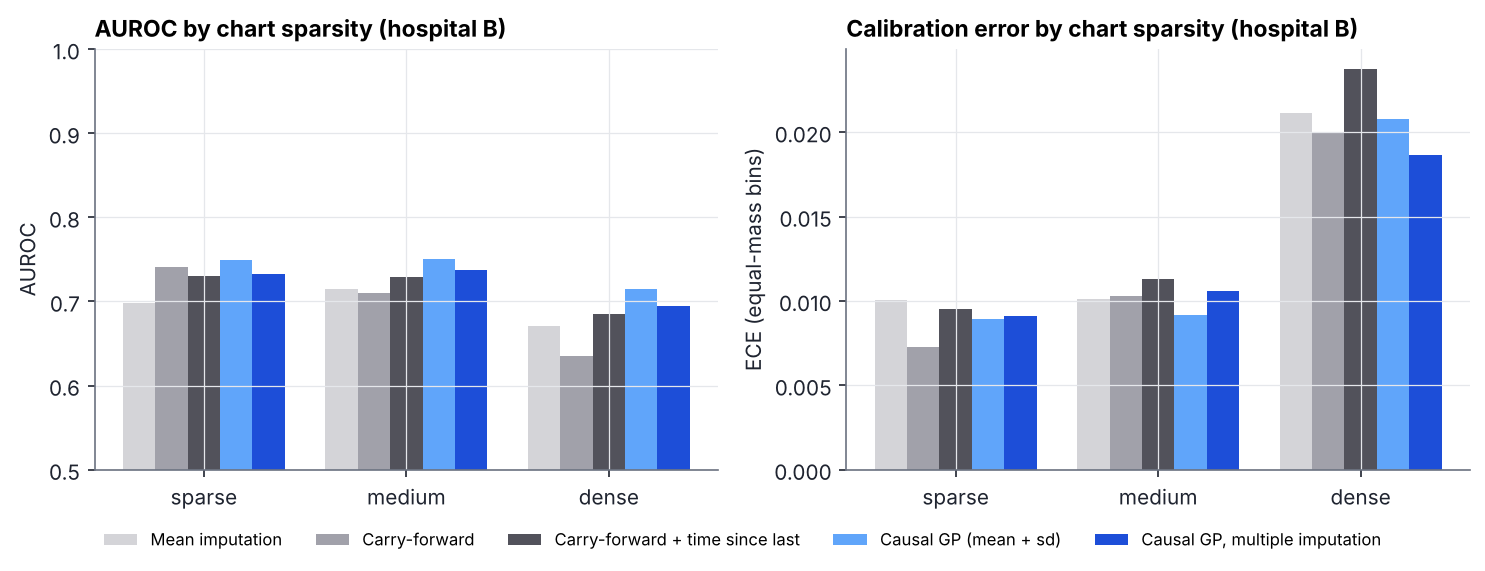 AUROC by chart sparsity (hospital B)
AUROC
1.0
0.9
0.8
0.7
0.6
0.5
sparse medium dense
Calibration error by chart sparsity (hospital B)
ECE (equal-mass bins)
0.020
0.015
0.010
0.005
0.000
sparse medium dense
Mean imputation Carry-forward Carry-forward + time since last Causal GP (mean + sd) Causal GP, multiple imputation